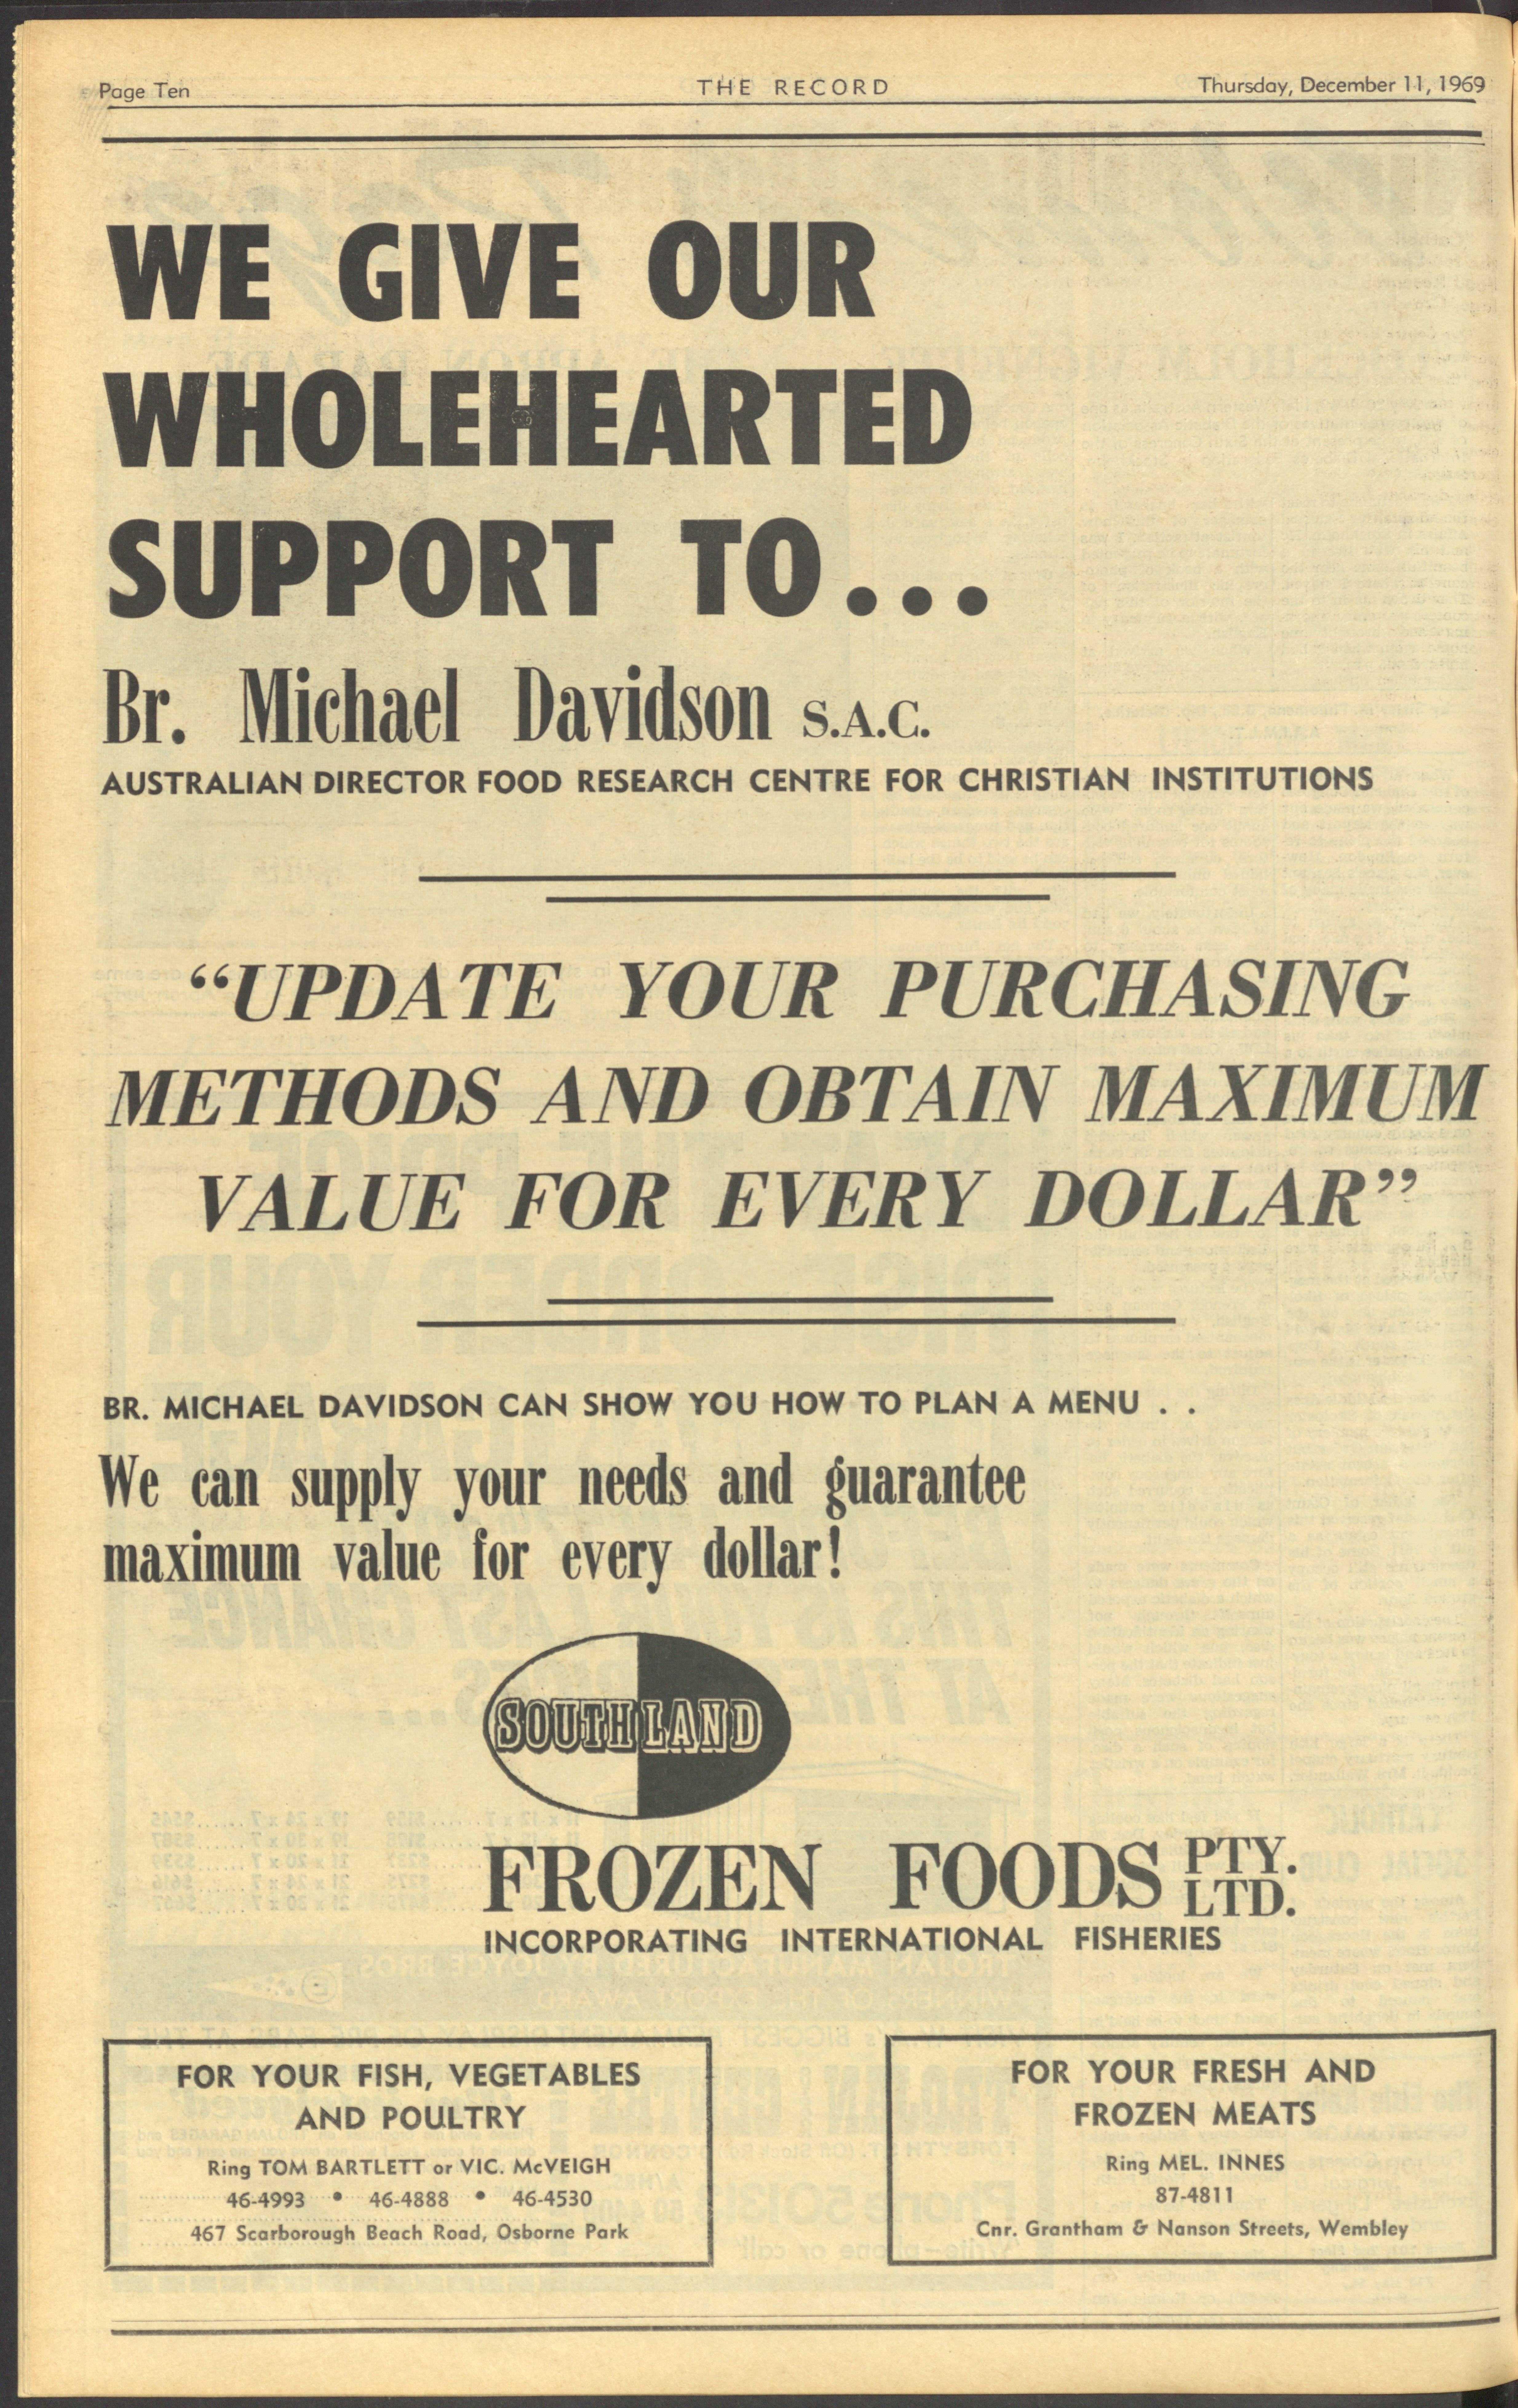 Page Ten
THE RECORD
Thursday, December 11, 1969
WE GIVE OUR
WHOLEHEARTED
SUPPORT TO...
Br. Michael Davidson S.A.C.
AUSTRALIAN DIRECTOR FOOD RESEARCH CENTRE FOR CHRISTIAN INSTITUTIONS
“UPDATE YOUR PURCHASING
METHODS AND OBTAIN MAXIMUM
VALUE FOR EVERY DOLLAR”
BR. MICHAEL DAVIDSON CAN SHOW YOU HOW TO PLAN A MENU . .
We can supply your needs and guarantee
maximum value for every dollar!
SOUTHLAND
FROZEN FOODS PTY. LTD.
INCORPORATING INTERNATIONAL FISHERIES
FOR YOUR FISH, VEGETABLES
AND POULTRY
Ring TOM BARTLETT or VIC. McVEIGH
46-4993 • 46-4888 • 46-4530
467 Scarborough Beach Road, Osborne Park
FOR YOUR FRESH AND
FROZEN MEATS
Ring MEL. INNES
87-4811
Cnr. Grantham & Nanson Streets, Wembley